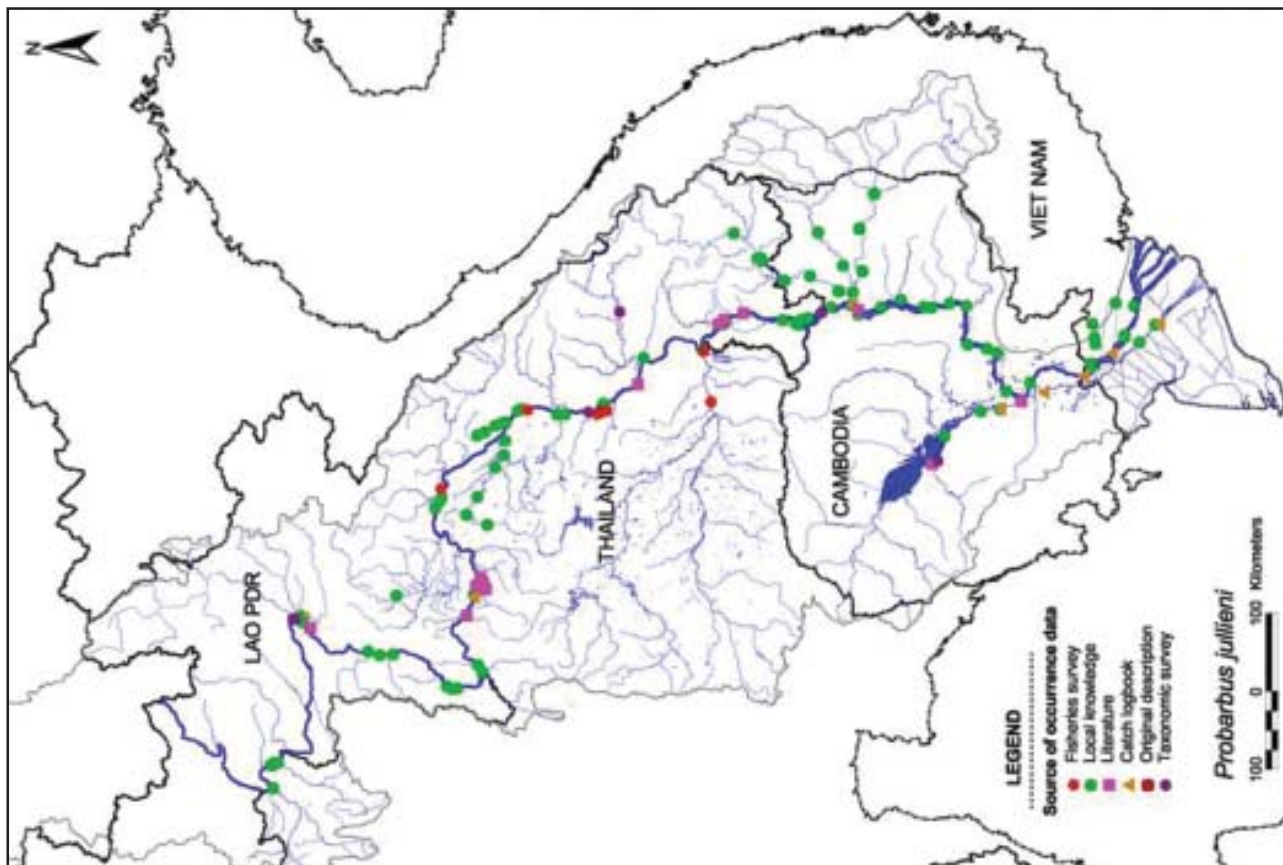 N
LAO PDR
THAILAND
CAMBODIA
VIET NAM
LEGEND
Source of occurrence data
Fisheries survey
Local knowledge
Literature
Catch logbook
Original description
Taxonomic survey
Probarbus jullieni
100 0 100 Kilometers